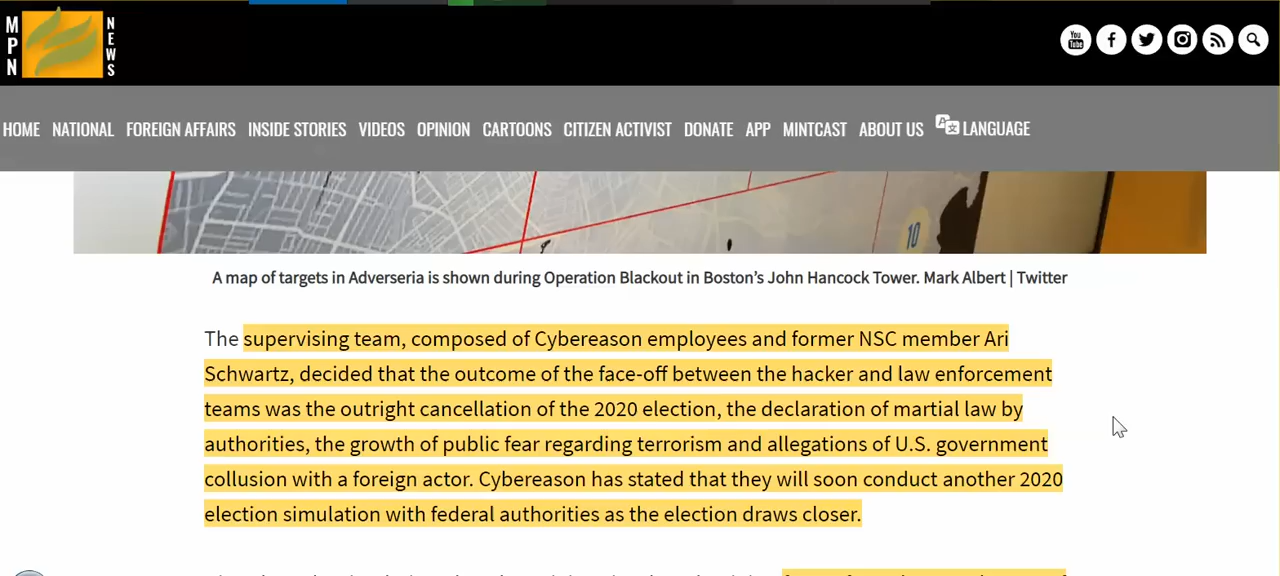 MPN NEWS
HOME NATIONAL FOREIGN AFFAIRS INSIDE STORIES VIDEOS OPINION CARTOONS CITIZEN ACTIVIST DONATE APP MINTCAST ABOUT US LANGUAGE
10
A map of targets in Adverseria is shown during Operation Blackout in Boston’s John Hancock Tower. Mark Albert | Twitter
The supervising team, composed of Cybereason employees and former NSC member Ari
Schwartz, decided that the outcome of the face-off between the hacker and law enforcement
teams was the outright cancellation of the 2020 election, the declaration of martial law by
authorities, the growth of public fear regarding terrorism and allegations of U.S. government
collusion with a foreign actor. Cybereason has stated that they will soon conduct another 2020
election simulation with federal authorities as the election draws closer.